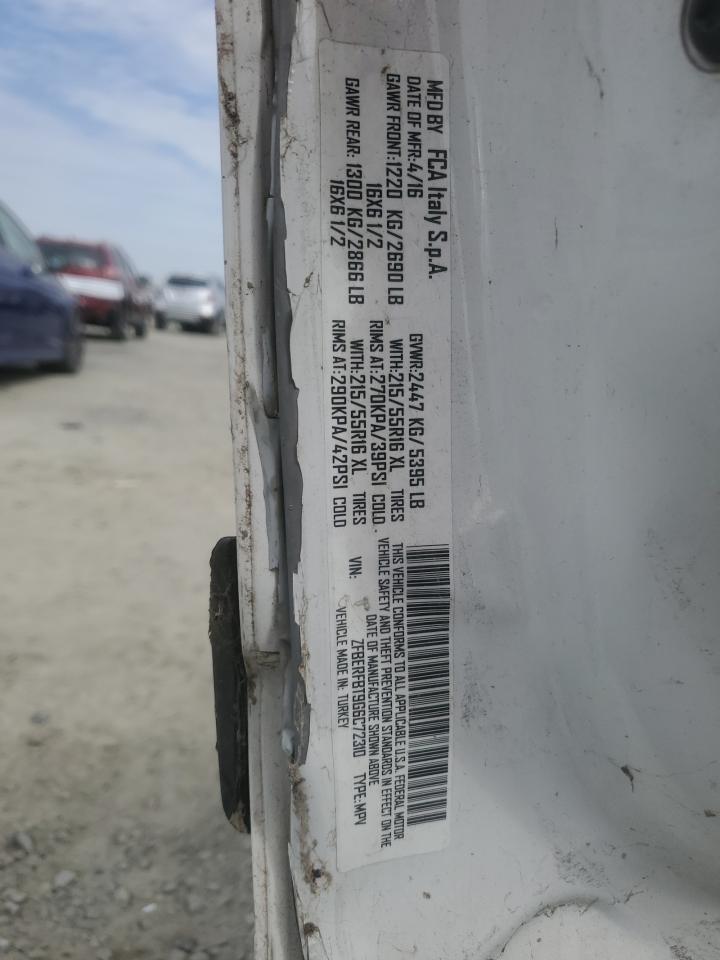 MFD BY FCA Italy S.p.A.
DATE OF MFR:4/16 GVWR:2447 KG/5395 LB
GAWR FRONT:1220 KG/2690 LB WITH:215/55R16 XL TIRES
16X6 1/2 RIMS AT:270KPA/39PSI COLD.
GAWR REAR: 1300 KG/2866 LB WITH:215/55R16 XL TIRES
16X6 1/2 RIMS AT:290KPA/42PSI COLD
THIS VEHICLE CONFORMS TO ALL APPLICABLE U.S.A. FEDERAL MOTOR
VEHICLE SAFETY AND THEFT PREVENTION STANDARDS IN EFFECT ON THE
DATE OF MANUFACTURE SHOWN ABOVE
VIN: ZFBERFBT9G6C72310 TYPE:MPV
VEHICLE MADE IN: TURKEY